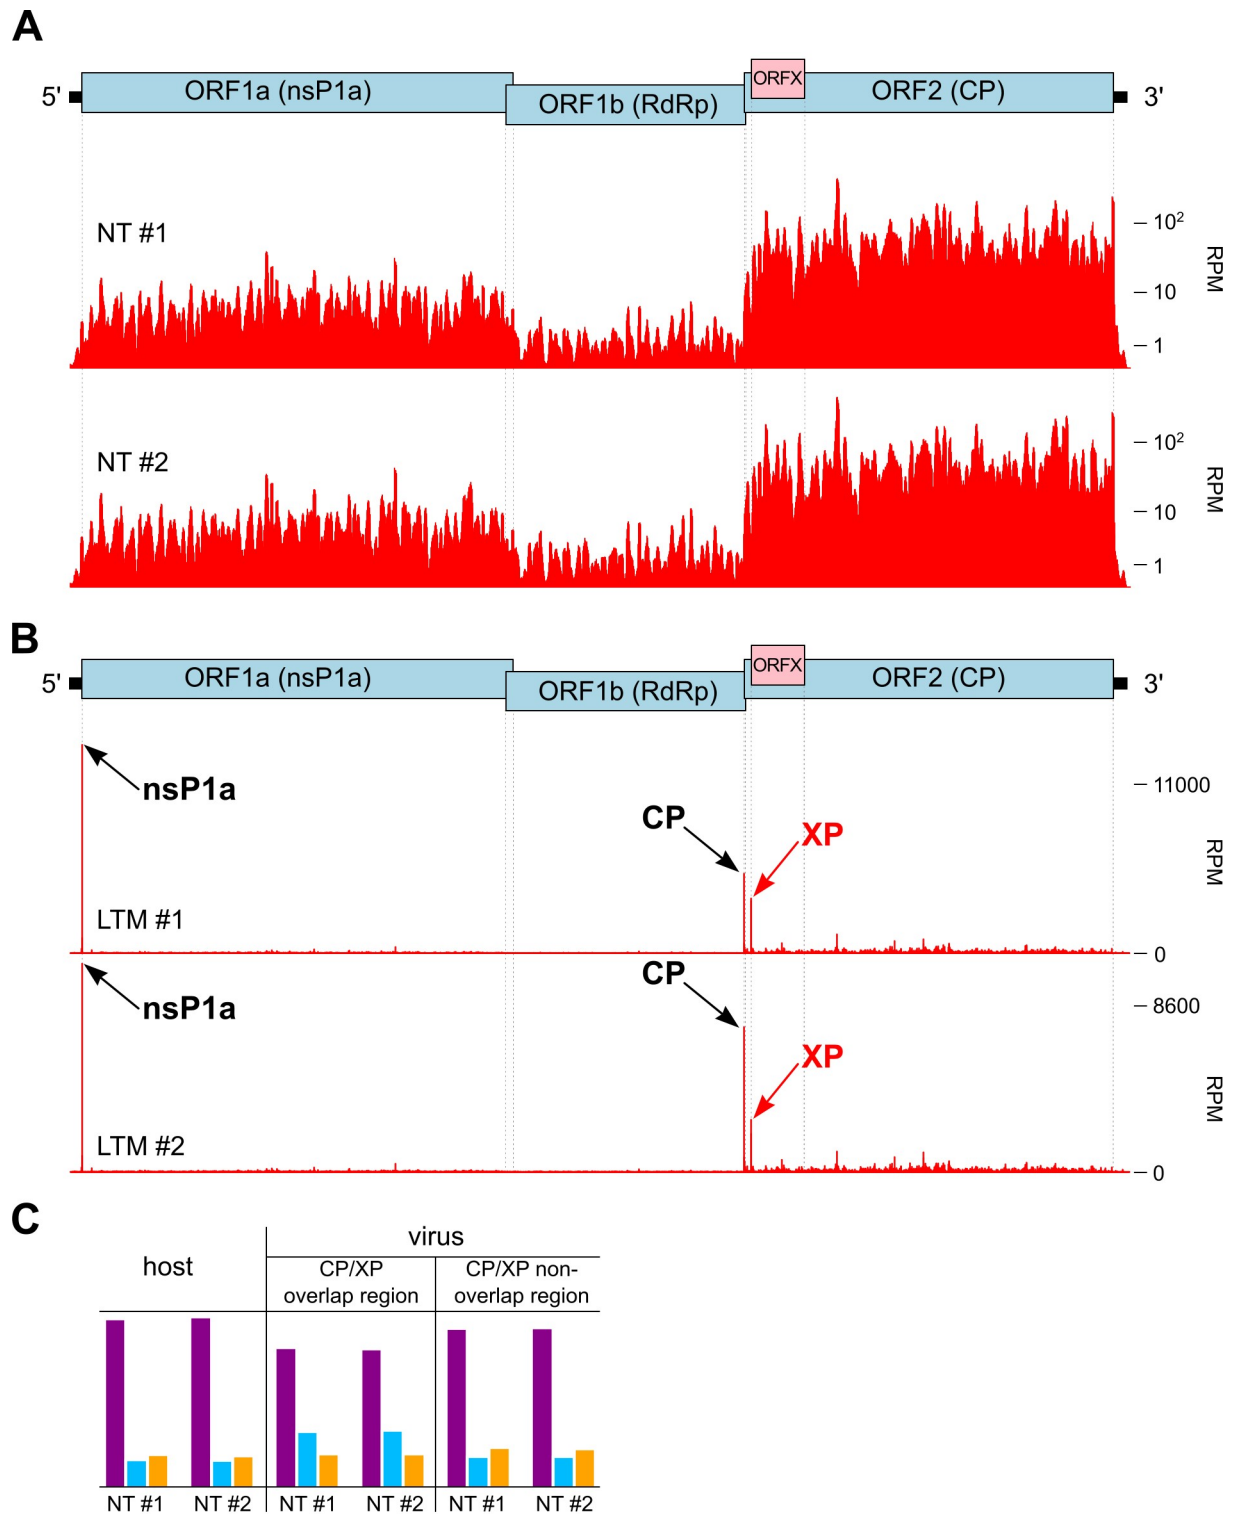 A
5' ORF1a (nsP1a) ORF1b (RdRp) ORFX ORF2 (CP) 3'
NT #1
10²
10
1
RPM
NT #2
10²
10
1
RPM
B
5' ORF1a (nsP1a) ORF1b (RdRp) ORFX ORF2 (CP) 3'
nsP1a
CP
XP
LTM #1
11000
0
RPM
nsP1a
CP
XP
LTM #2
8600
0
RPM
C
host
virus
CP/XP
overlap region
CP/XP non-
overlap region
NT #1 NT #2 NT #1 NT #2 NT #1 NT #2